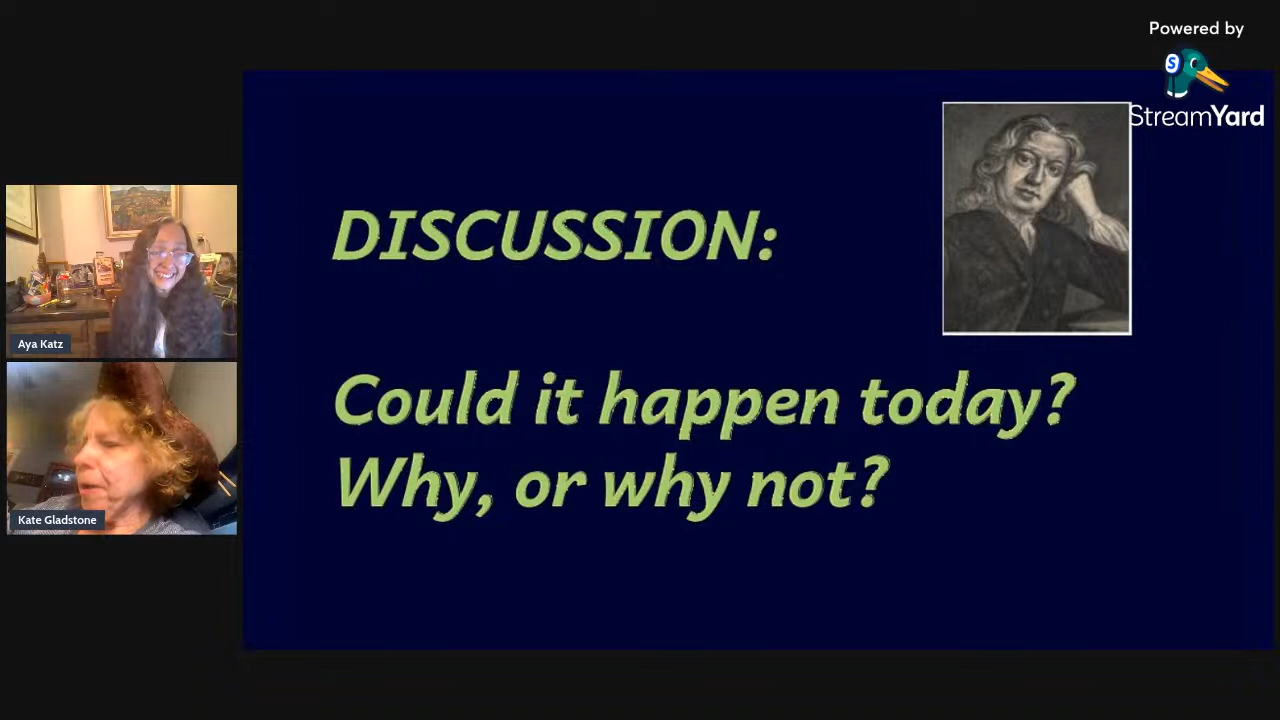 Powered by
S
StreamYard
DISCUSSION:
Could it happen today?
Why, or why not?
Aya Katz
Kate Gladstone